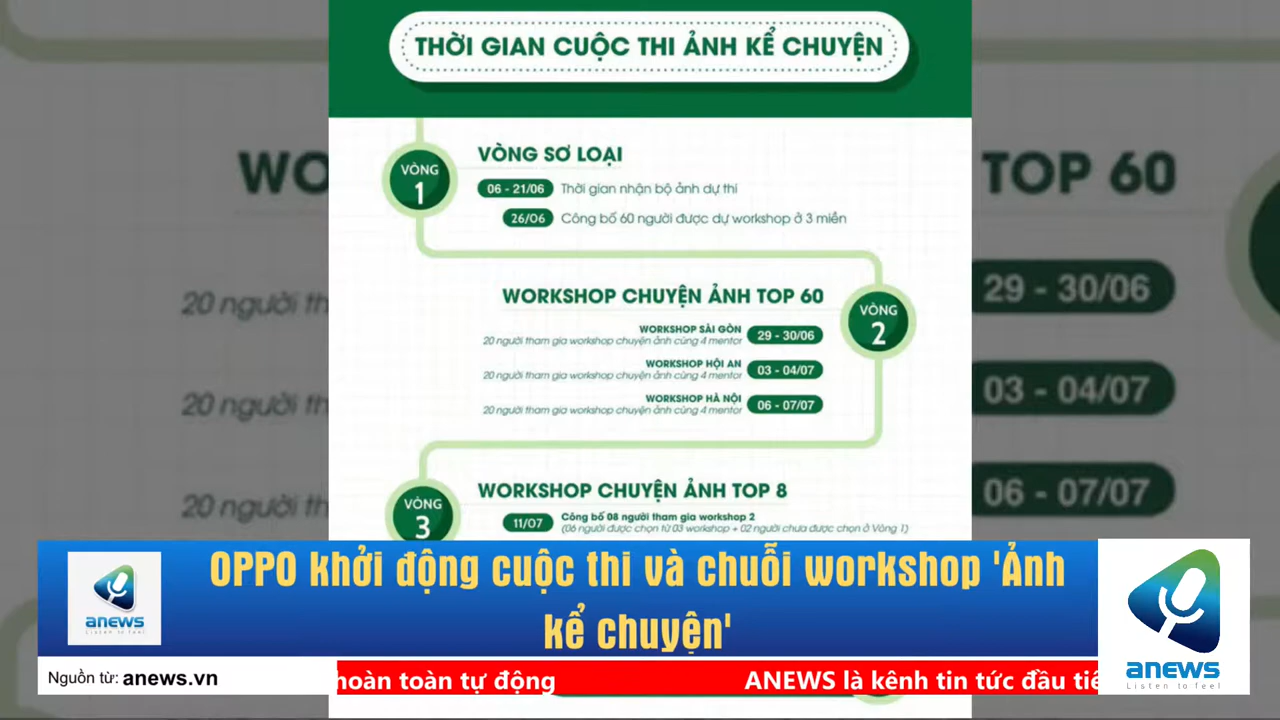 THỜI GIAN CUỘC THI ẢNH KỂ CHUYỆN
VÒNG
1
VÒNG SƠ LOẠI
06 - 21/06 Thời gian nhận bộ ảnh dự thi
26/06 Công bố 60 người được dự workshop ở 3 miền
WORKSHOP CHUYỆN ẢNH TOP 60
VÒNG
2
WORKSHOP SÀI GÒN
20 người tham gia workshop chuyện ảnh cùng 4 mentor
29 - 30/06
WORKSHOP HỘI AN
20 người tham gia workshop chuyện ảnh cùng 4 mentor
03 - 04/07
WORKSHOP HÀ NỘI
20 người tham gia workshop chuyện ảnh cùng 4 mentor
06 - 07/07
VÒNG
3
WORKSHOP CHUYỆN ẢNH TOP 8
11/07
Công bố 08 người tham gia workshop 2
(06 người được chọn từ 03 workshop + 02 người chưa được chọn ở Vòng 1)
WO
TOP 60
20 người th
29 - 30/06
20 người th
03 - 04/07
20 người th
06 - 07/07
anews
Listen to feel
OPPO khởi động cuộc thi và chuỗi workshop 'Ảnh
kể chuyện'
anews
Listen to feel
Nguồn từ: anews.vn
hoàn toàn tự động
ANEWS là kênh tin tức đầu tiê